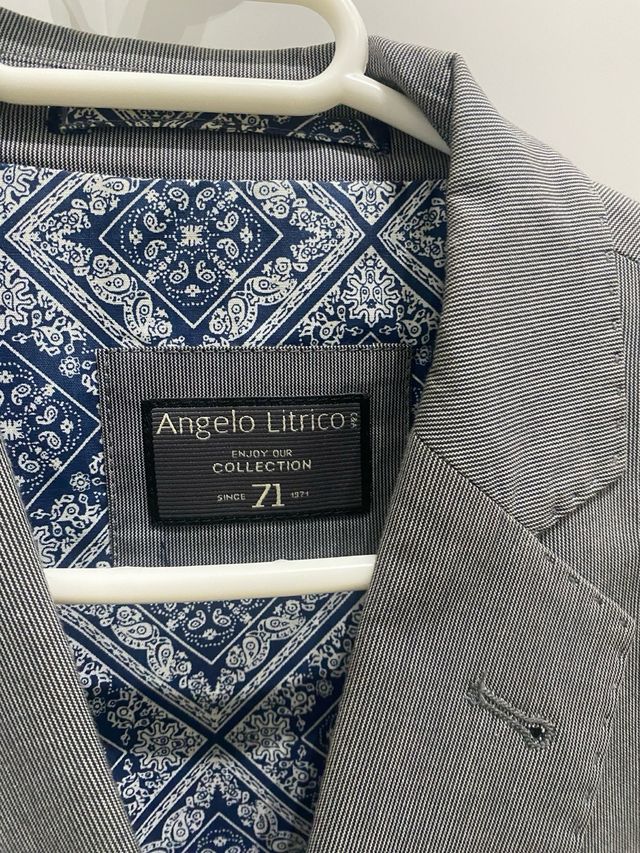 Angelo Litrico C&A
ENJOY OUR
COLLECTION
SINCE 71 1971